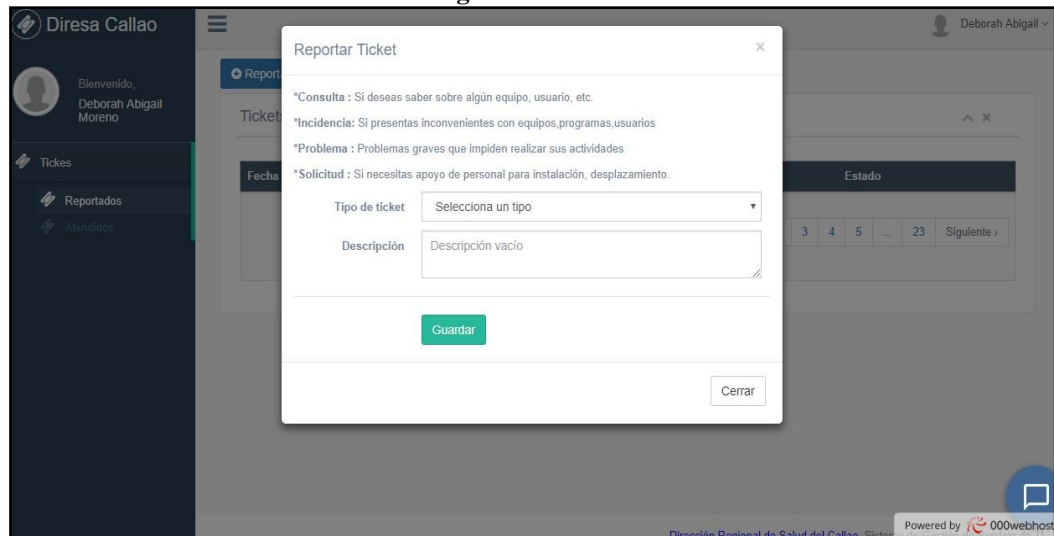 Diresa Callao
Deborah Abigail
Bienvenido,
Deborah Abigail
Moreno
Tickes
Reportados
Atendidos
Reportar Ticket
×
*Consulta : Si deseas saber sobre algún equipo, usuario, etc.
*Incidencia: Si presentas inconvenientes con equipos,programas,usuarios
*Problema : Problemas graves que impiden realizar sus actividades
*Solicitud : Si necesitas apoyo de personal para instalación, desplazamiento.
Tipo de ticket Selecciona un tipo
Descripción Descripción vacío
Guardar
Cerrar
Fecha Estado
3 4 5 ... 23 Siguiente ›
Dirección Regional de Salud del Callao
Powered by 000webhost